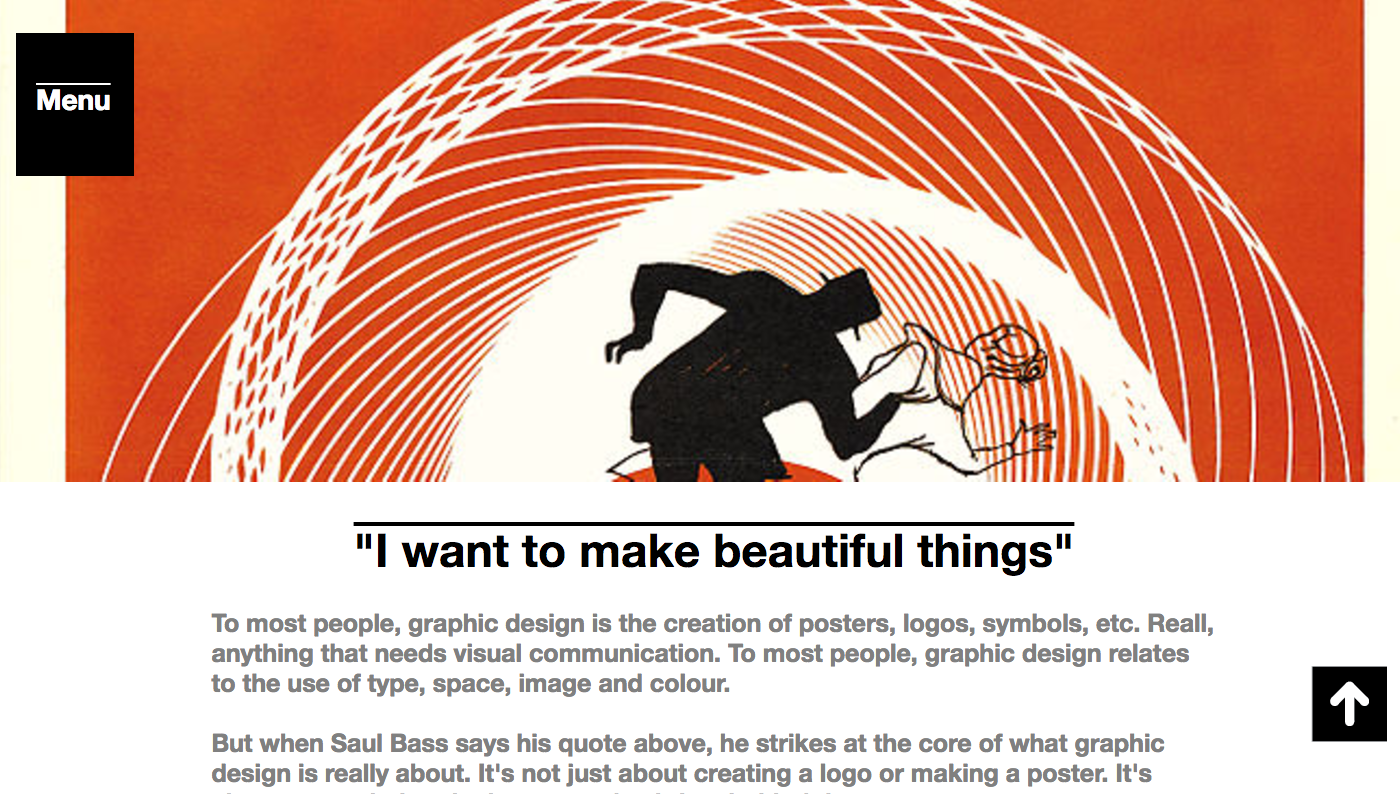 Menu
"I want to make beautiful things"
To most people, graphic design is the creation of posters, logos, symbols, etc. Reall,
anything that needs visual communication. To most people, graphic design relates
to the use of type, space, image and colour.
But when Saul Bass says his quote above, he strikes at the core of what graphic
design is really about. It's not just about creating a logo or making a poster. It's